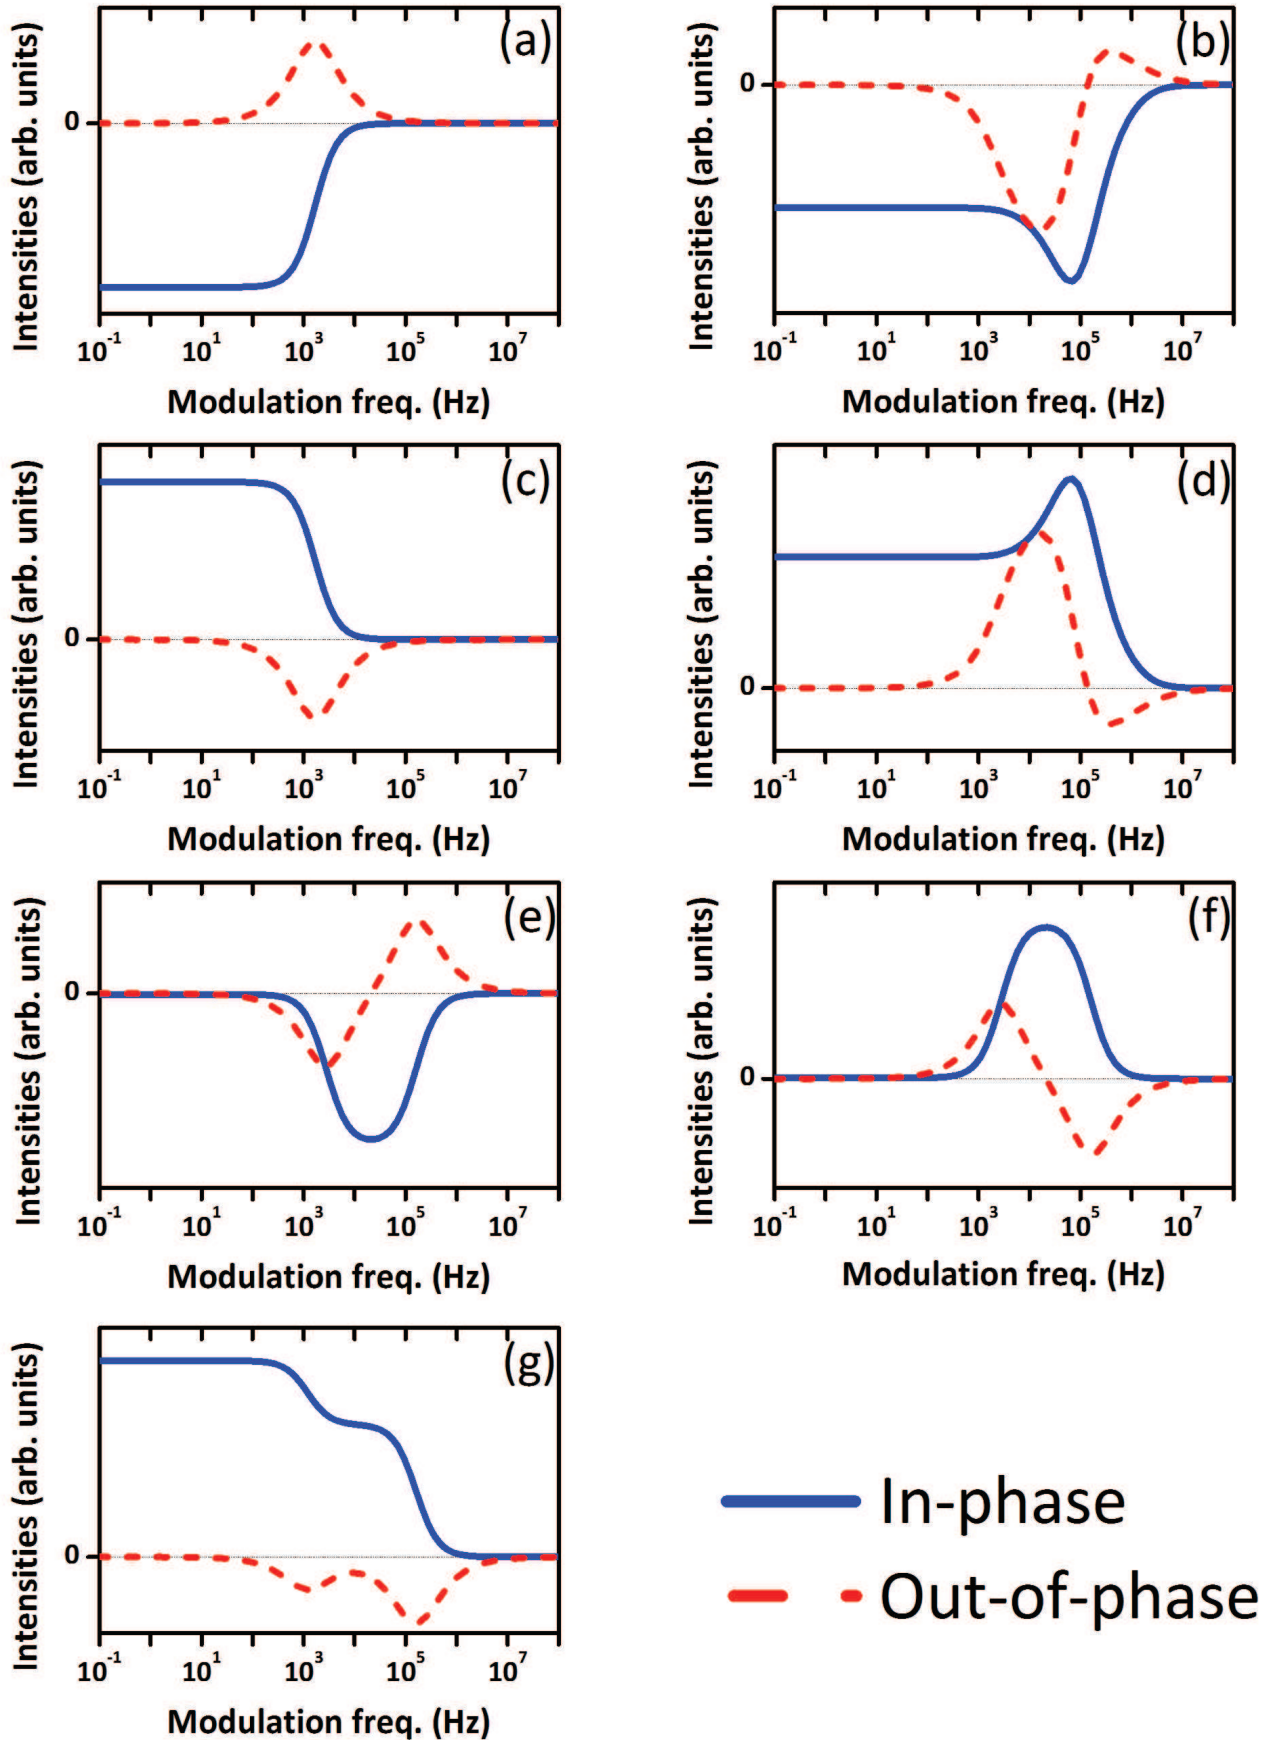 (a)
Intensities (arb. units)
0
10-1 101 103 105 107
Modulation freq. (Hz)
(b)
Intensities (arb. units)
0
10-1 101 103 105 107
Modulation freq. (Hz)
(c)
Intensities (arb. units)
0
10-1 101 103 105 107
Modulation freq. (Hz)
(d)
Intensities (arb. units)
0
10-1 101 103 105 107
Modulation freq. (Hz)
(e)
Intensities (arb. units)
0
10-1 101 103 105 107
Modulation freq. (Hz)
(f)
Intensities (arb. units)
0
10-1 101 103 105 107
Modulation freq. (Hz)
(g)
Intensities (arb. units)
0
10-1 101 103 105 107
Modulation freq. (Hz)
In-phase
Out-of-phase